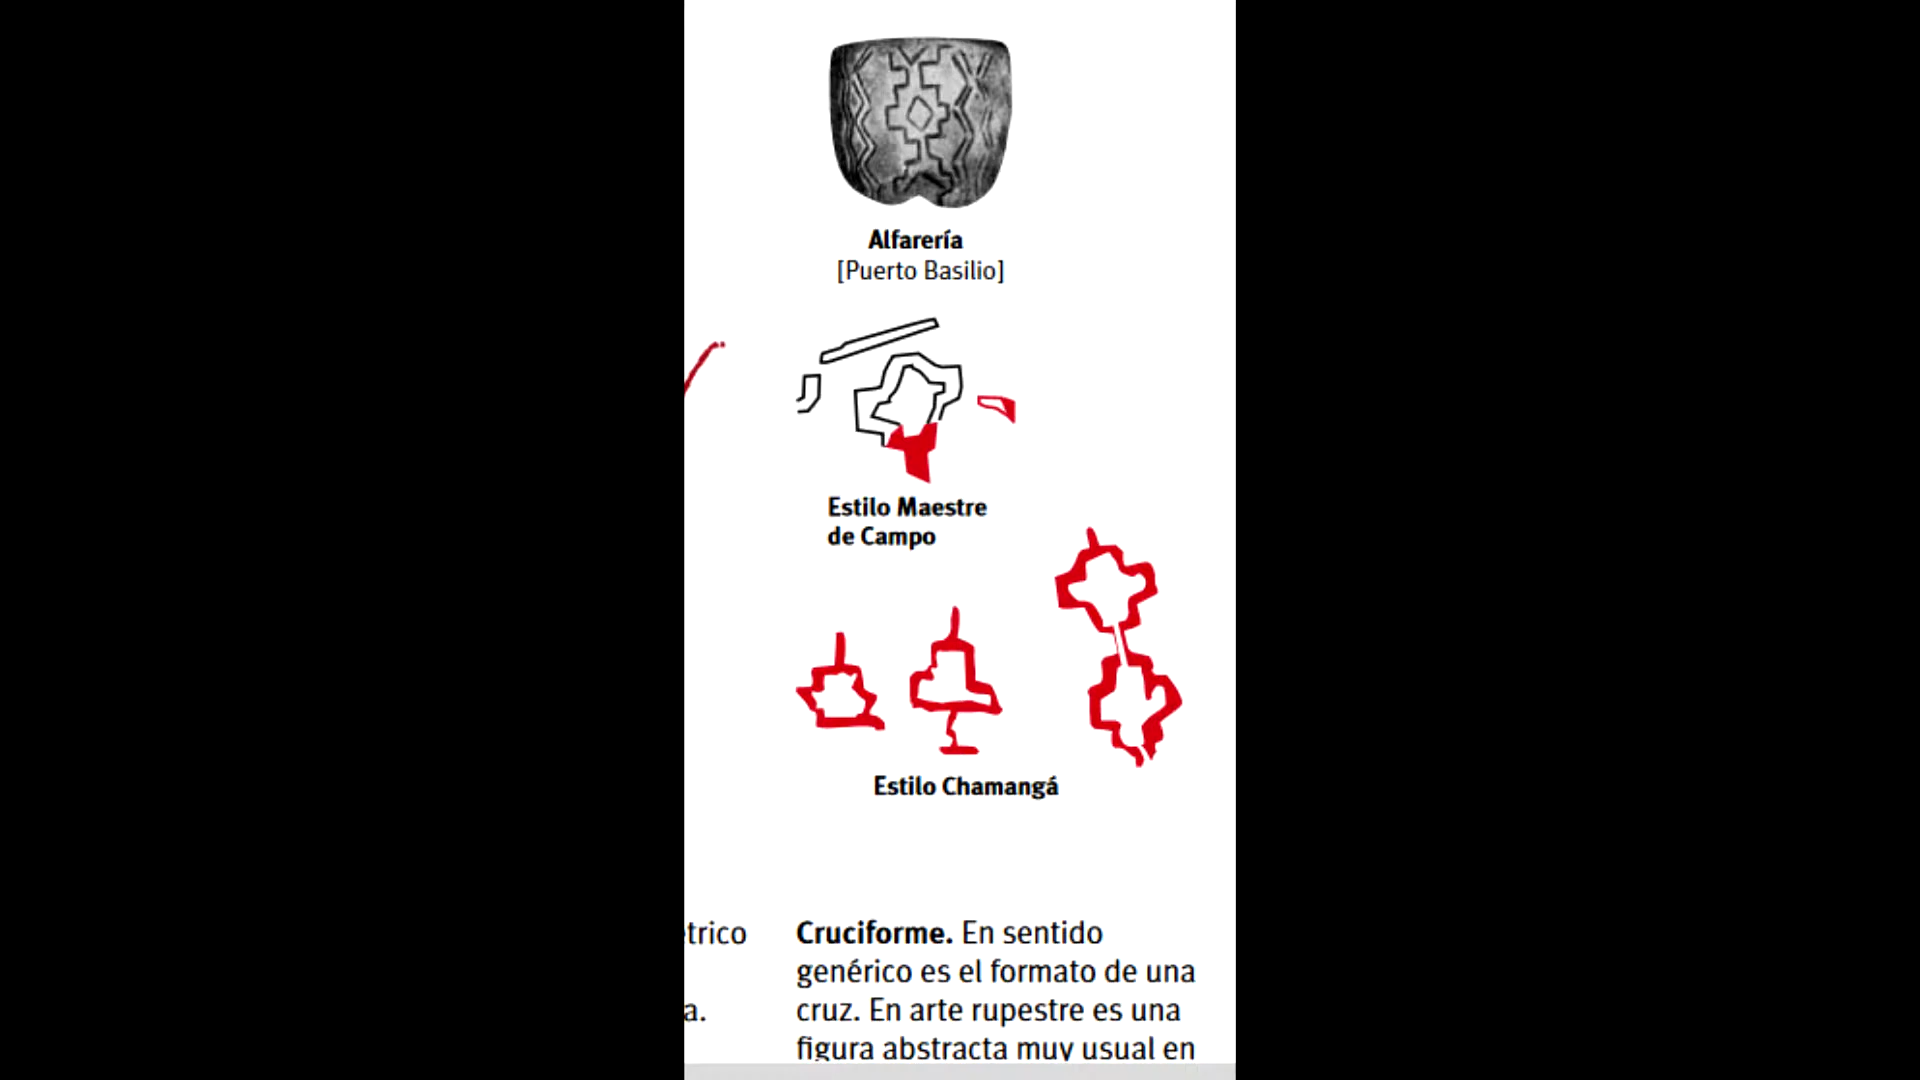 Alfarería
[Puerto Basilio]
Estilo Maestre
de Campo
Estilo Chamangá
trico
a.
Cruciforme. En sentido
genérico es el formato de una
cruz. En arte rupestre es una
figura abstracta muy usual en